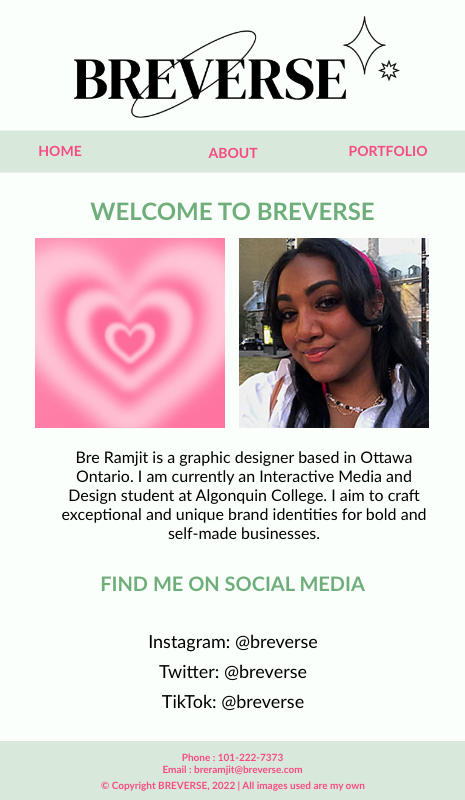 BREVERSE
HOME
ABOUT
PORTFOLIO
WELCOME TO BREVERSE
Bre Ramjit is a graphic designer based in Ottawa
Ontario. I am currently an Interactive Media and
Design student at Algonquin College. I aim to craft
exceptional and unique brand identities for bold and
self-made businesses.
FIND ME ON SOCIAL MEDIA
Instagram: @breverse
Twitter: @breverse
TikTok: @breverse
Phone : 101-222-7373
Email : breramjit@breverse.com
© Copyright BREVERSE, 2022 | All images used are my own